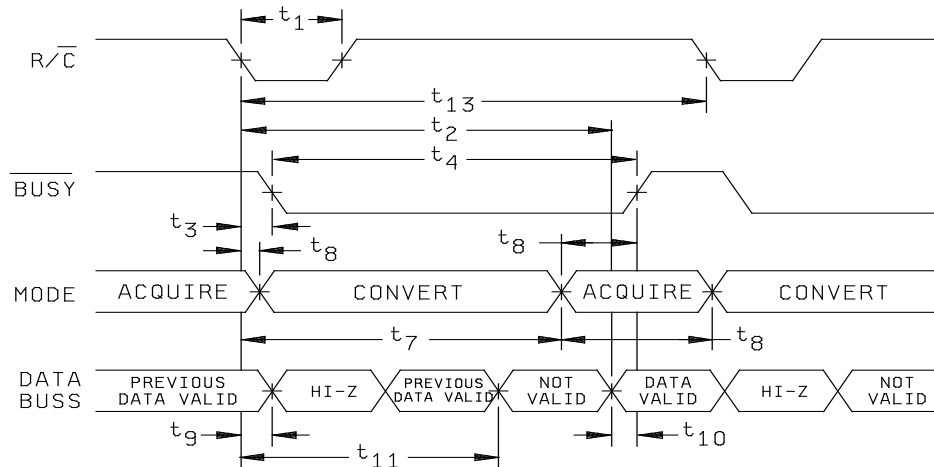 t1
R/C̅
t13
t2
t4
B̅U̅S̅Y̅
t3
t8
t8
MODE
ACQUIRE
CONVERT
ACQUIRE
CONVERT
t7
t8
DATA
BUSS
PREVIOUS
DATA VALID
HI-Z
PREVIOUS
DATA VALID
NOT
VALID
DATA
VALID
HI-Z
NOT
VALID
t9
t10
t11